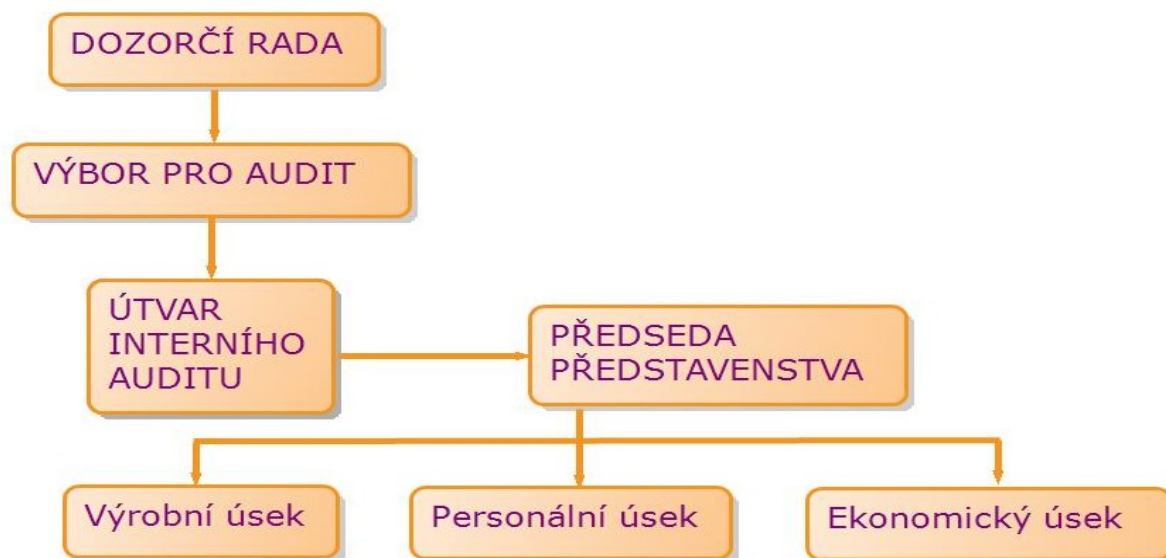 DOZORČÍ RADA
VÝBOR PRO AUDIT
ÚTVAR
INTERNÍHO
AUDITU
PŘEDSEDA
PŘEDSTAVENSTVA
Výrobní úsek
Personální úsek
Ekonomický úsek